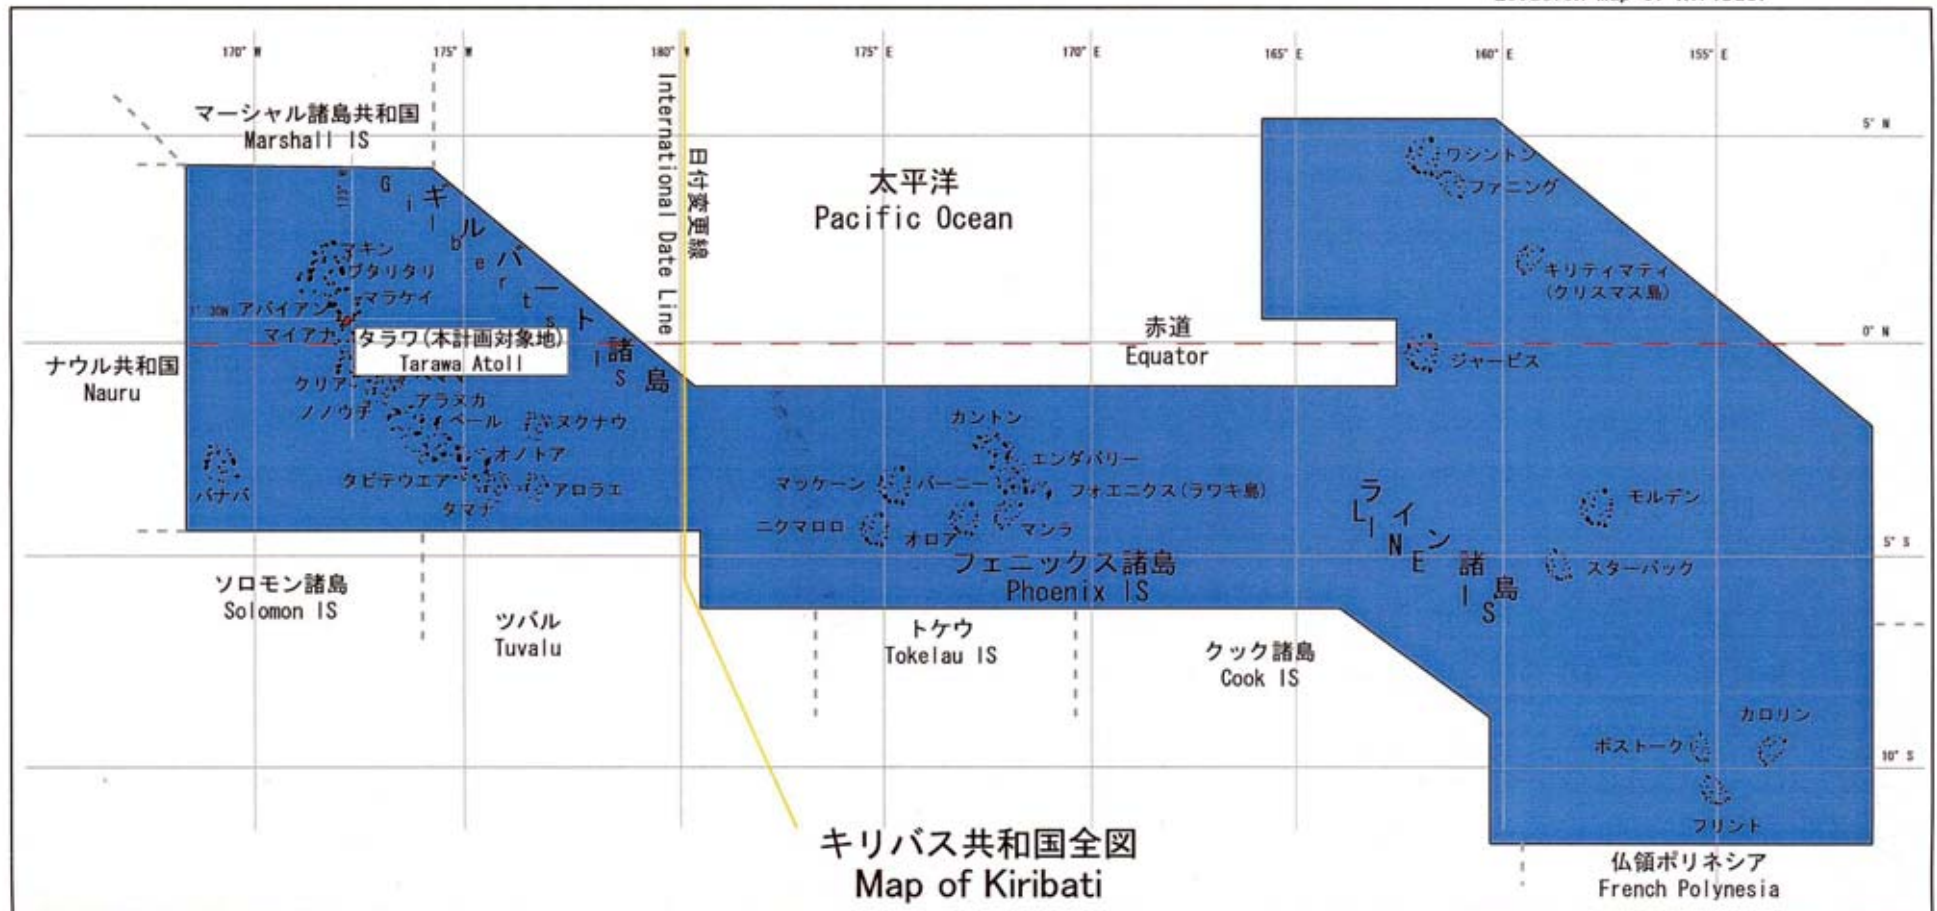 170° W
175° W
180° W
175° E
170° E
165° E
160° E
155° E
5° N
0° N
5° S
10° S
マーシャル諸島共和国
Marshall IS
ギルバート諸島
Gilberts IS
International Date Line
日付変更線
太平洋
Pacific Ocean
赤道
Equator
ナウル共和国
Nauru
マキン
ブタリタリ
マラケイ
アバイアン
マイアナ
タラワ(本計画対象地)
Tarawa Atoll
クリア
ノノウチ
アラヌカ
ベール
ヌクナウ
オノトア
タビテウエア
アロラエ
タマナ
バナバ
ソロモン諸島
Solomon IS
ツバル
Tuvalu
カントン
エンダバリー
マッケーン
バーニー
フォエニクス(ラワキ島)
ニクマロロ
オロア
マンラ
フェニックス諸島
Phoenix IS
トケウ
Tokelau IS
クック諸島
Cook IS
ワシントン
ファニング
キリティマティ
(クリスマス島)
ジャービス
ライン諸島
LINE IS
モルデン
スターバック
カロリン
ボストーク
フリント
仏領ポリネシア
French Polynesia
キリバス共和国全図
Map of Kiribati